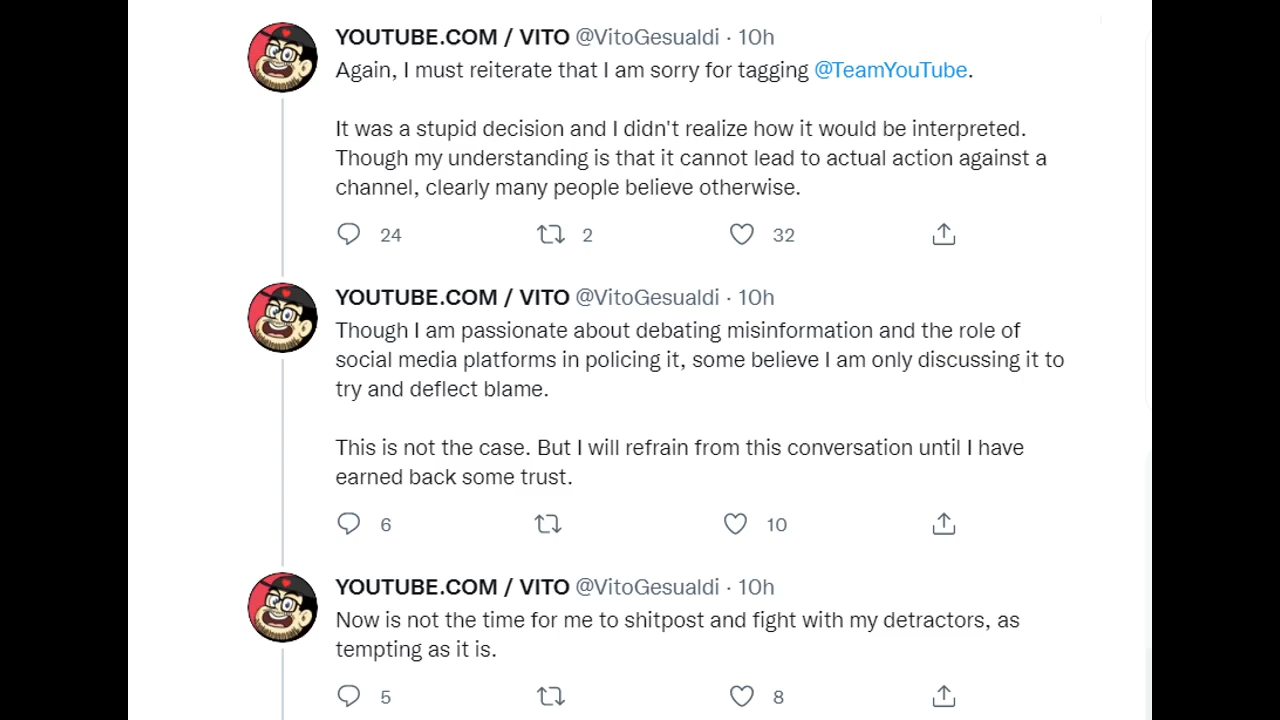 YOUTUBE.COM / VITO @VitoGesualdi · 10h
Again, I must reiterate that I am sorry for tagging @TeamYouTube.
It was a stupid decision and I didn't realize how it would be interpreted.
Though my understanding is that it cannot lead to actual action against a
channel, clearly many people believe otherwise.
24 2 32
YOUTUBE.COM / VITO @VitoGesualdi · 10h
Though I am passionate about debating misinformation and the role of
social media platforms in policing it, some believe I am only discussing it to
try and deflect blame.
This is not the case. But I will refrain from this conversation until I have
earned back some trust.
6 10
YOUTUBE.COM / VITO @VitoGesualdi · 10h
Now is not the time for me to shitpost and fight with my detractors, as
tempting as it is.
5 8